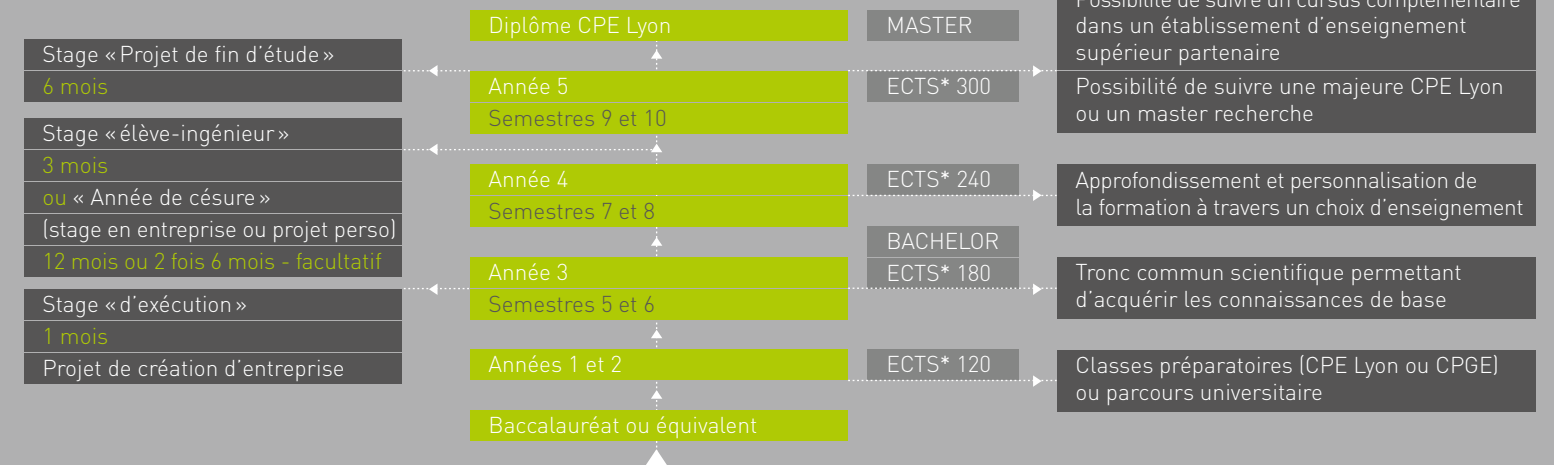 Stage « Projet de fin d’étude »
6 mois
Stage « élève-ingénieur »
3 mois
ou « Année de césure »
(stage en entreprise ou projet perso)
12 mois ou 2 fois 6 mois - facultatif
Stage « d’exécution »
1 mois
Projet de création d’entreprise
Diplôme CPE Lyon
Année 5
Semestres 9 et 10
Année 4
Semestres 7 et 8
Année 3
Semestres 5 et 6
Années 1 et 2
Baccalauréat ou équivalent
MASTER
ECTS* 300
ECTS* 240
BACHELOR
ECTS* 180
ECTS* 120
Possibilité de suivre un cursus complémentaire
dans un établissement d’enseignement
supérieur partenaire
Possibilité de suivre une majeure CPE Lyon
ou un master recherche
Approfondissement et personnalisation de
la formation à travers un choix d’enseignement
Tronc commun scientifique permettant
d’acquérir les connaissances de base
Classes préparatoires (CPE Lyon ou CPGE)
ou parcours universitaire